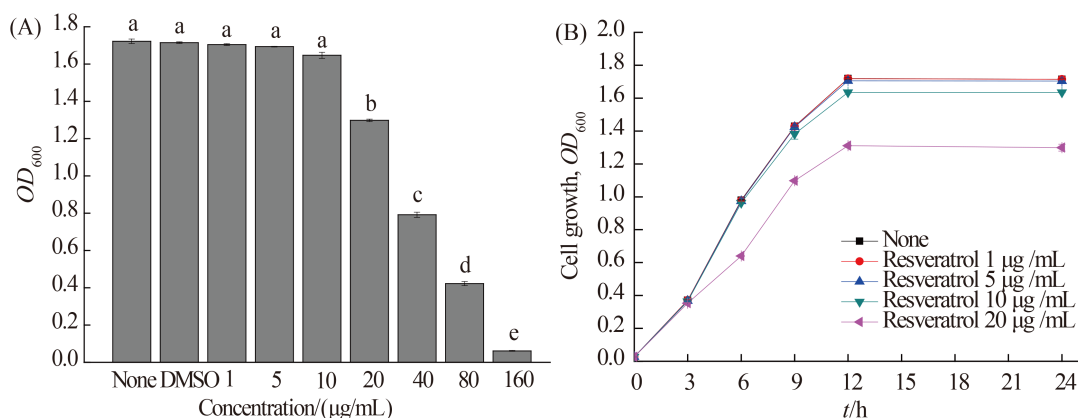 (A)
a a a a a b c d e
1.8
1.6
1.4
1.2
1.0
0.8
0.6
0.4
0.2
0.0
OD600
None DMSO 1 5 10 20 40 80 160
Concentration/(μg/mL)
(B)
2.0
1.8
1.6
1.4
1.2
1.0
0.8
0.6
0.4
0.2
0.0
Cell growth, OD600
None
Resveratrol 1 μg /mL
Resveratrol 5 μg /mL
Resveratrol 10 μg /mL
Resveratrol 20 μg /mL
0 3 6 9 12 15 18 21 24
t/h